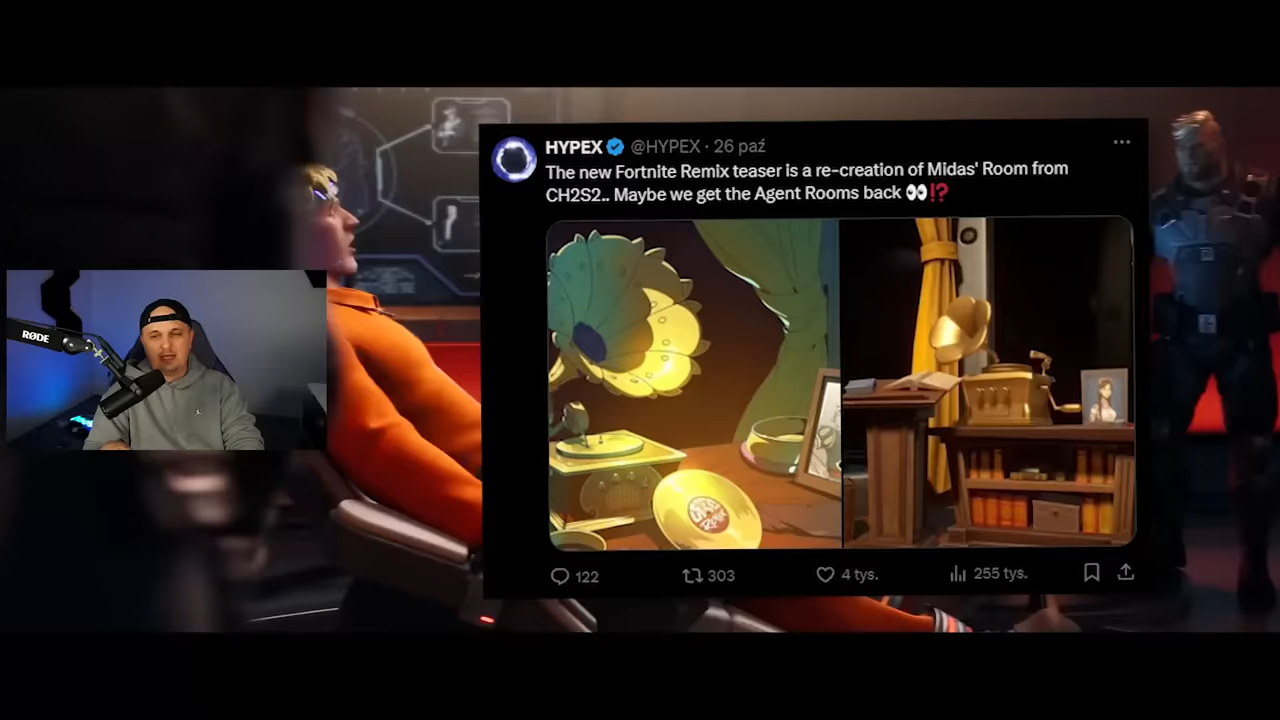 HYPEX @HYPEX · 26 paź
The new Fortnite Remix teaser is a re-creation of Midas' Room from
CH2S2.. Maybe we get the Agent Rooms back 👀⁉️
RØDE
REMIX
122 303 4 tys. 255 tys.